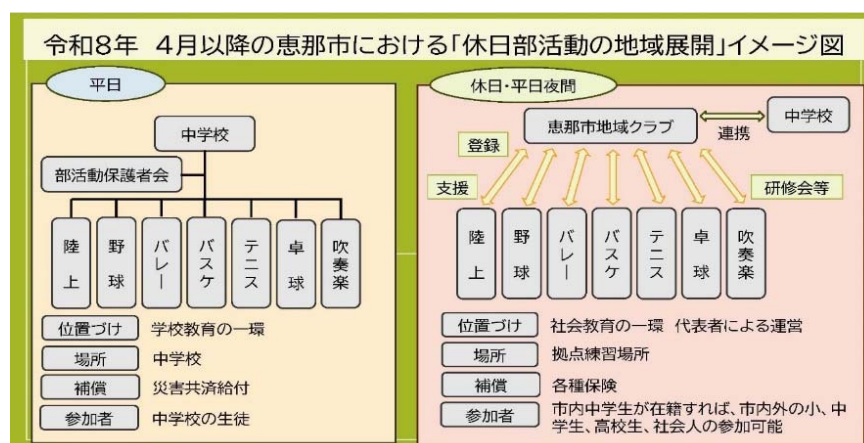 令和8年 4月以降の恵那市における「休日部活動の地域展開」イメージ図
平日
中学校
部活動保護者会
陸上
野球
バレー
バスケ
テニス
卓球
吹奏楽
位置づけ 学校教育の一環
場所 中学校
補償 災害共済給付
参加者 中学校の生徒
休日・平日夜間
恵那市地域クラブ
中学校
連携
登録
支援
研修会等
陸上
野球
バレー
バスケ
テニス
卓球
吹奏楽
位置づけ 社会教育の一環 代表者による運営
場所 拠点練習場所
補償 各種保険
参加者 市内中学生が在籍すれば、市内外の小、中
学生、高校生、社会人の参加可能